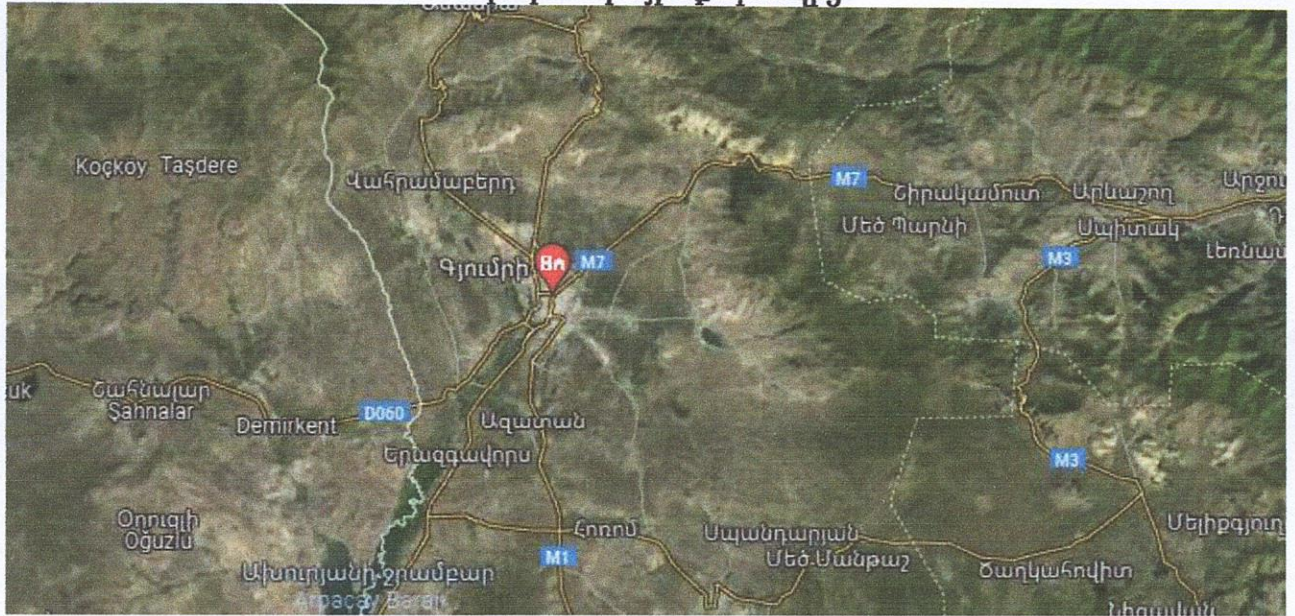 Koçköy Taşdere
Վահրամաբերդ
M7
Շիրակամուտ
Արևաշող
Մեծ Պարնի
Սպիտակ
Գյումրի
M7
M3
Շահնալար
Şahnalar
Demirkent
D060
Ազատան
Երազգավորս
M3
Օղուզլի
Oğuzlu
Հոռոմ
Սպանդարյան
Մեծ Մանթաշ
M1
Ախուրյանի ջրամբար
Arpaçay Barajı
Ծաղկահովիտ